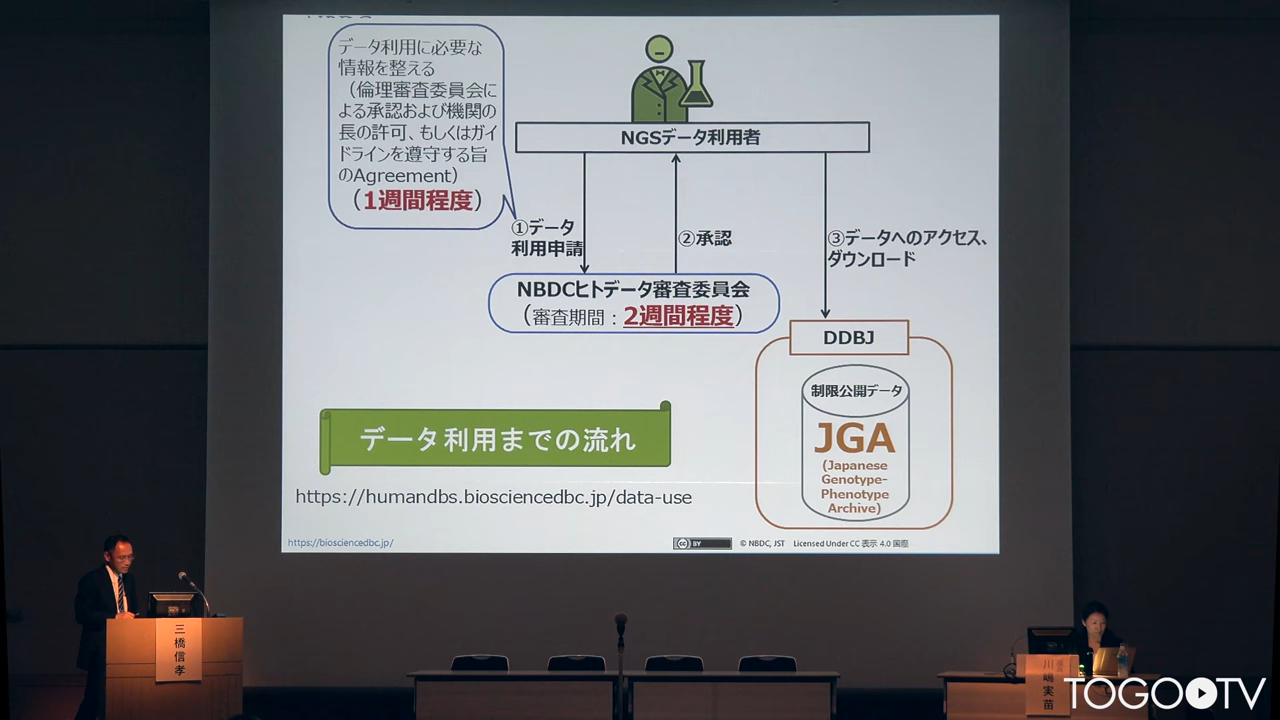 データ利用に必要な
情報を整える
（倫理審査委員会に
よる承認および機関の
長の許可、もしくはガイ
ドラインを遵守する旨
のAgreement）
（1週間程度）
NGSデータ利用者
①データ
利用申請
②承認
③データへのアクセス、
ダウンロード
NBDCヒトデータ審査委員会
（審査期間：2週間程度）
DDBJ
制限公開データ
JGA
(Japanese
Genotype-
Phenotype
Archive)
データ利用までの流れ
https://humandbs.biosciencedbc.jp/data-use
https://biosciencedbc.jp/
CC BY
© NBDC, JST Licensed Under CC 表示 4.0 国際
三橋信孝
川嶋実苗
TOGOTV